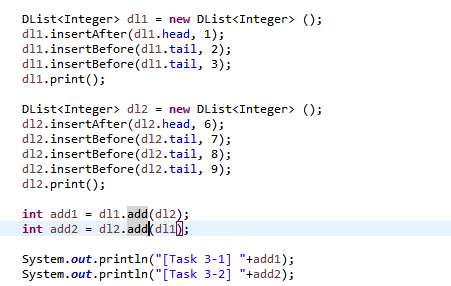 DList<Integer> dl1 = new DList<Integer> ();
dl1.insertAfter(dl1.head, 1);
dl1.insertBefore(dl1.tail, 2);
dl1.insertBefore(dl1.tail, 3);
dl1.print();
DList<Integer> dl2 = new DList<Integer> ();
dl2.insertAfter(dl2.head, 6);
dl2.insertBefore(dl2.tail, 7);
dl2.insertBefore(dl2.tail, 8);
dl2.insertBefore(dl2.tail, 9);
dl2.print();
int add1 = dl1.add(dl2);
int add2 = dl2.add(dl1);
System.out.println("[Task 3-1] "+add1);
System.out.println("[Task 3-2] "+add2);